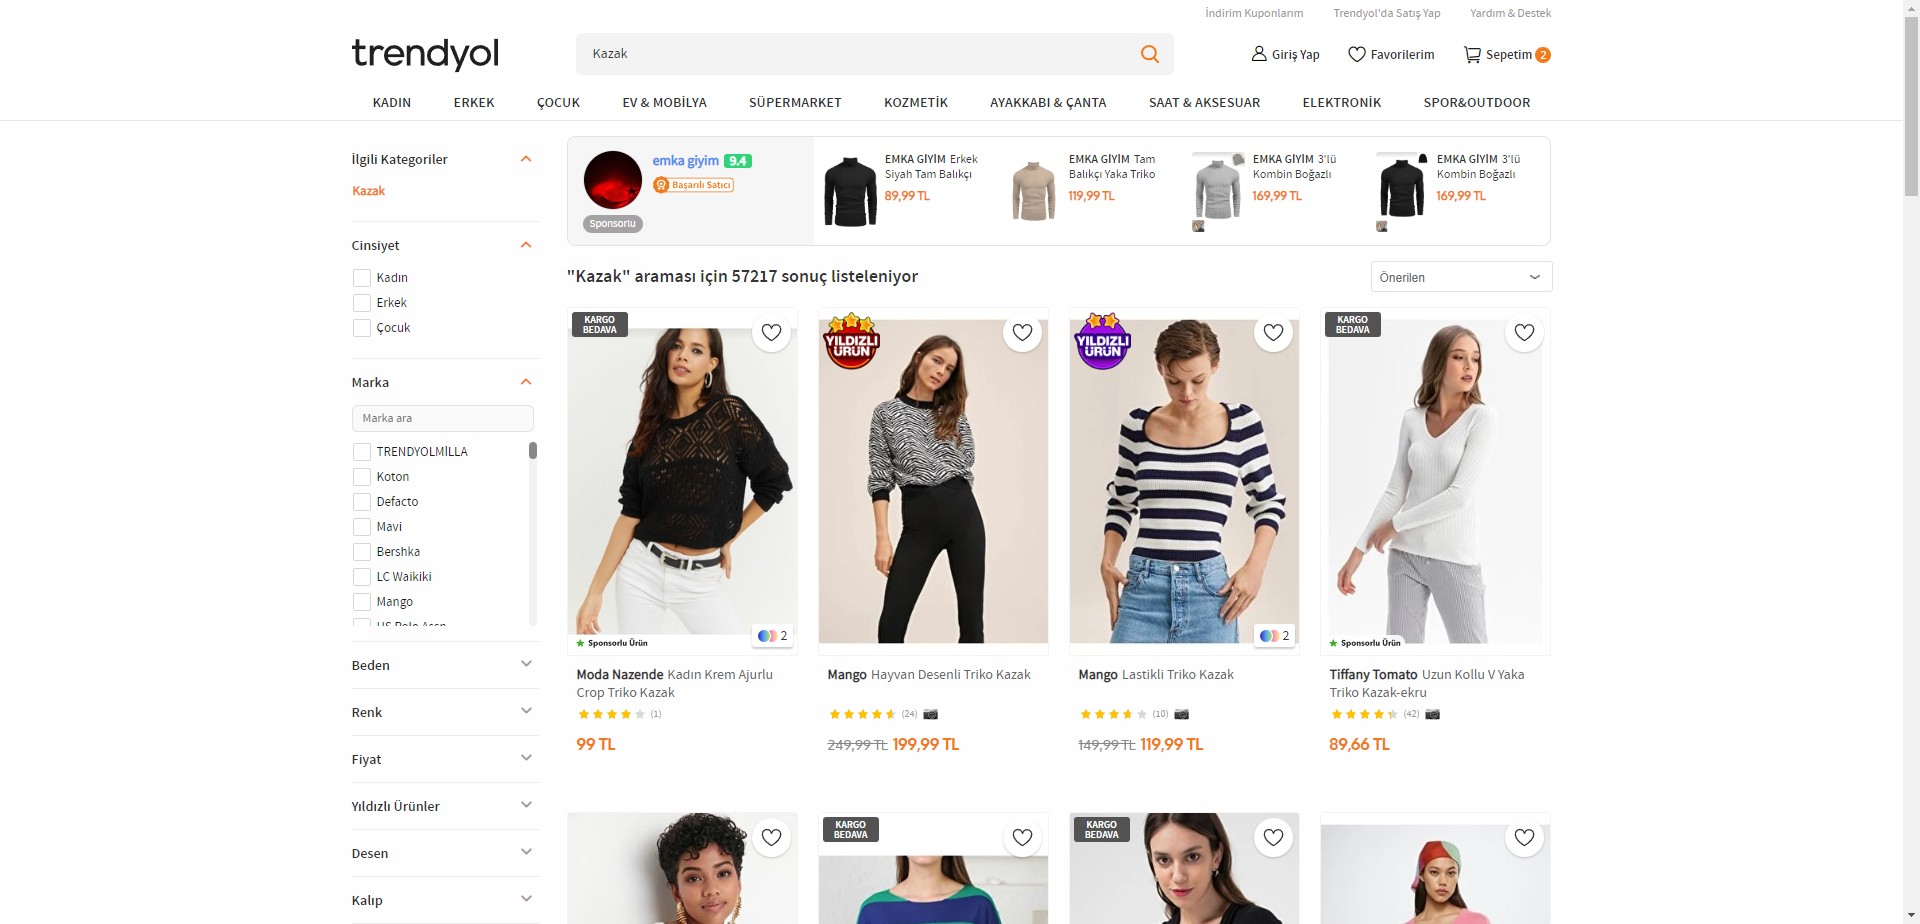 İndirim Kuponlarım Trendyol'da Satış Yap Yardım & Destek
trendyol
Kazak
Giriş Yap Favorilerim Sepetim 2
KADIN ERKEK ÇOCUK EV & MOBİLYA SÜPERMARKET KOZMETİK AYAKKABI & ÇANTA SAAT & AKSESUAR ELEKTRONİK SPOR&OUTDOOR
İlgili Kategoriler
Kazak
Cinsiyet
Kadın
Erkek
Çocuk
Marka
Marka ara
TRENDYOLMİLLA
Koton
Defacto
Mavi
Bershka
LC Waikiki
Mango
US Polo Assn
Beden
Renk
Fiyat
Yıldızlı Ürünler
Desen
Kalıp
emka giyim 9.4
Başarılı Satıcı
Sponsorlu
EMKA GİYİM Erkek
Siyah Tam Balıkçı
89,99 TL
EMKA GİYİM Tam
Balıkçı Yaka Triko
119,99 TL
EMKA GİYİM 3'lü
Kombin Boğazlı
169,99 TL
EMKA GİYİM 3'lü
Kombin Boğazlı
169,99 TL
"Kazak" araması için 57217 sonuç listeleniyor
Önerilen
KARGO
BEDAVA
Sponsorlu Ürün
2
Moda Nazende Kadın Krem Ajurlu
Crop Triko Kazak
(1)
99 TL
YILDIZLI
ÜRÜN
Mango Hayvan Desenli Triko Kazak
(24)
249,99 TL 199,99 TL
YILDIZLI
ÜRÜN
2
Mango Lastikli Triko Kazak
(10)
149,99 TL 119,99 TL
KARGO
BEDAVA
Sponsorlu Ürün
Tiffany Tomato Uzun Kollu V Yaka
Triko Kazak-ekru
(42)
89,66 TL
KARGO
BEDAVA
KARGO
BEDAVA